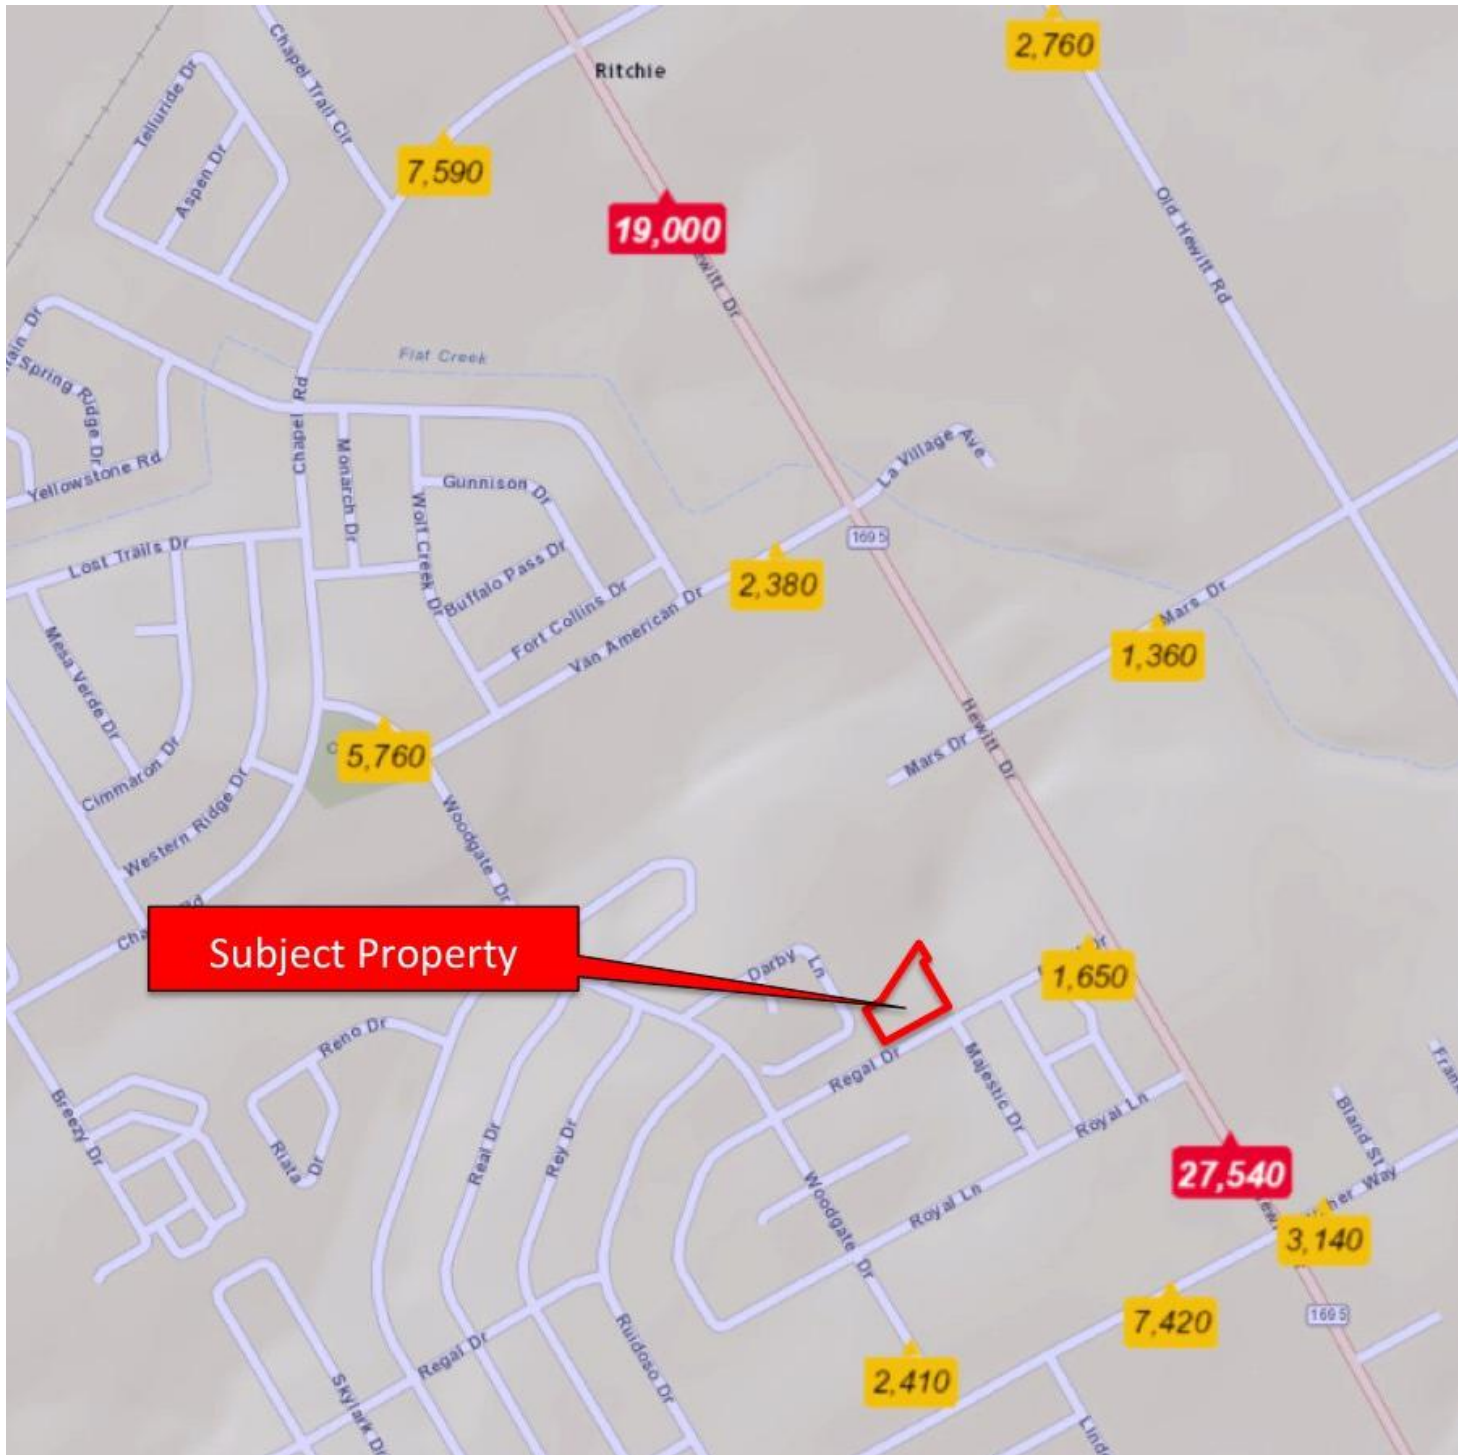 2,760
Ritchie
Chapel Trail Cir
Telluride Dr
Aspen Dr
7,590
19,000
Hewitt Dr
Old Hewitt Rd
Flat Creek
Spring Ridge Dr
Chapel Rd
Monarch Dr
Gunnison Dr
La Village Ave
Yellowstone Rd
Wolf Creek Dr
1695
Lost Trails Dr
Buffalo Pass Dr
2,380
Fort Collins Dr
Van American Dr
Mars Dr
1,360
Mesa Verde Dr
5,760
Hewitt Dr
Mars Dr
Cimmaron Dr
Western Ridge Dr
Woodgate Dr
Subject Property
Darby Ln
1,650
Reno Dr
Regal Dr
Majestic Dr
Breezy Dr
Riata Dr
Real Dr
Rey Dr
Royal Ln
Bland St
27,540
Woodgate Dr
Royal Ln
3,140
7,420
1695
Regal Dr
Ruidoso Dr
2,410
Skylark Dr